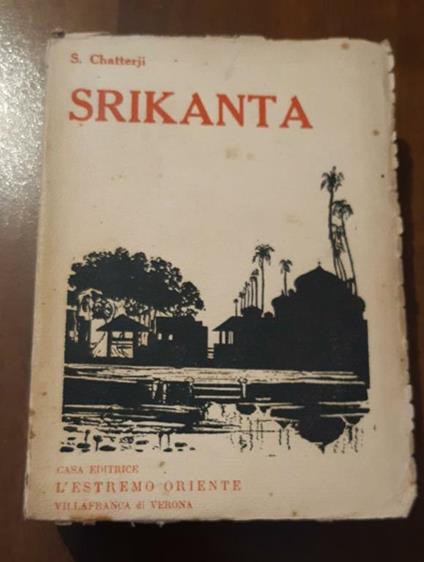 S. Chatterji
SRIKANTA
CASA EDITRICE
L'ESTREMO ORIENTE
VILLAFRANCA di VERONA